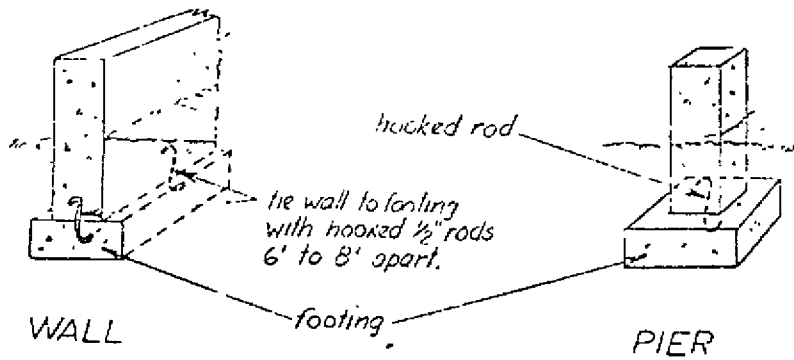 hooked rod
tie wall to footing
with hooked ½" rods
6' to 8' apart.
footing
WALL
PIER